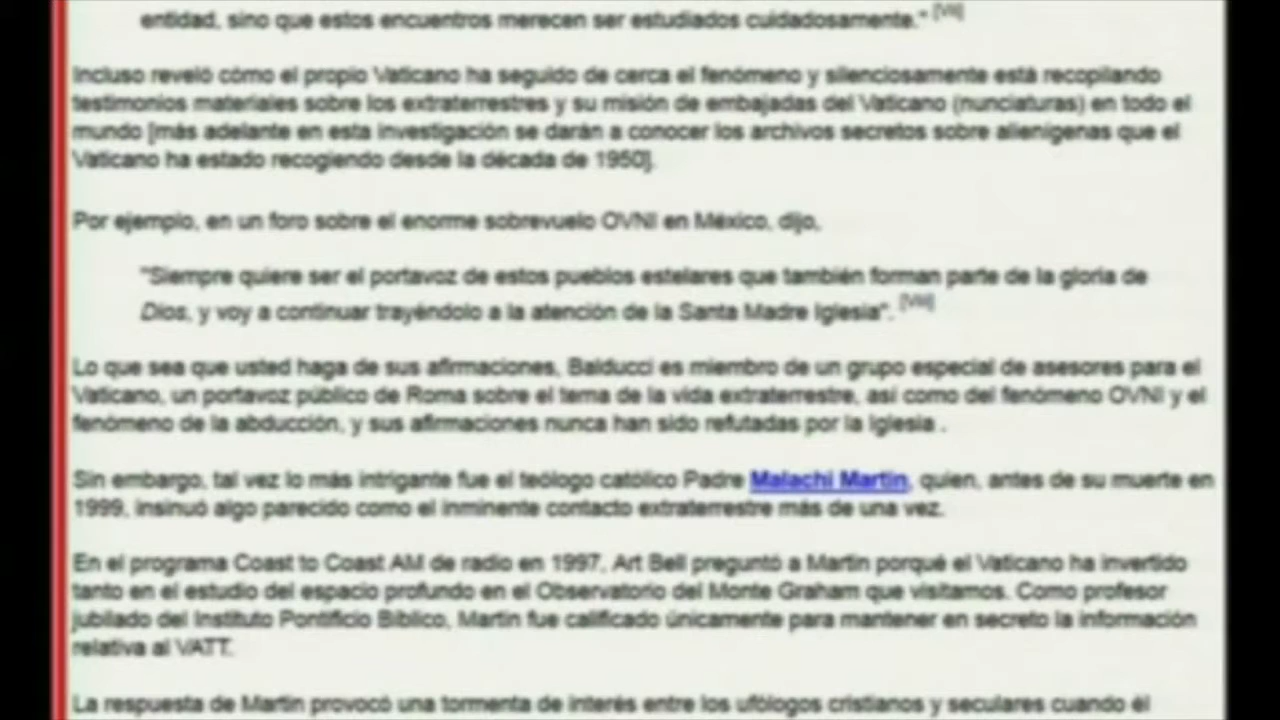 entidad, sino que estos encuentros merecen ser estudiados cuidadosamente." [VII]
Incluso reveló cómo el propio Vaticano ha seguido de cerca el fenómeno y silenciosamente está recopilando
testimonios materiales sobre los extraterrestres y su misión de embajadas del Vaticano (nunciaturas) en todo el
mundo [más adelante en esta investigación se darán a conocer los archivos secretos sobre alienígenas que el
Vaticano ha estado recogiendo desde la década de 1950].
Por ejemplo, en un foro sobre el enorme sobrevuelo OVNI en México, dijo,
"Siempre quiere ser el portavoz de estos pueblos estelares que también forman parte de la gloria de
Dios, y voy a continuar trayéndolo a la atención de la Santa Madre Iglesia". [VIII]
Lo que sea que usted haga de sus afirmaciones, Balducci es miembro de un grupo especial de asesores para el
Vaticano, un portavoz público de Roma sobre el tema de la vida extraterrestre, así como del fenómeno OVNI y el
fenómeno de la abducción, y sus afirmaciones nunca han sido refutadas por la Iglesia .
Sin embargo, tal vez lo más intrigante fue el teólogo católico Padre Malachi Martin, quien, antes de su muerte en
1999, insinuó algo parecido como el inminente contacto extraterrestre más de una vez.
En el programa Coast to Coast AM de radio en 1997, Art Bell preguntó a Martin porqué el Vaticano ha invertido
tanto en el estudio del espacio profundo en el Observatorio del Monte Graham que visitamos. Como profesor
jubilado del Instituto Pontificio Bíblico, Martin fue calificado únicamente para mantener en secreto la información
relativa al VATT.
La respuesta de Martin provocó una tormenta de interés entre los ufólogos cristianos y seculares cuando él